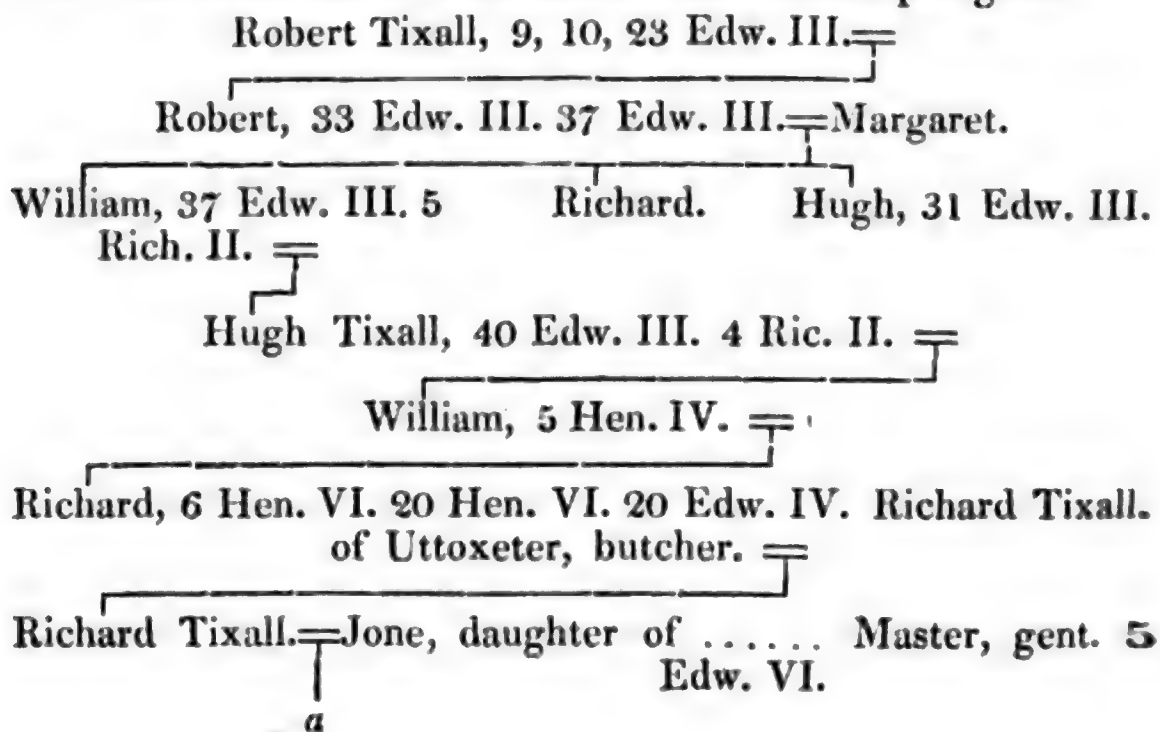 Robert Tixall, 9, 10, 23 Edw. III.=
Robert, 33 Edw. III. 37 Edw. III.=Margaret.
William, 37 Edw. III. 5 Richard. Hugh, 31 Edw. III.
Rich. II. =
Hugh Tixall, 40 Edw. III. 4 Ric. II. =
William, 5 Hen. IV. =
Richard, 6 Hen. VI. 20 Hen. VI. 20 Edw. IV. Richard Tixall.
of Uttoxeter, butcher. =
Richard Tixall.=Jone, daughter of ...... Master, gent. 5
Edw. VI.
a